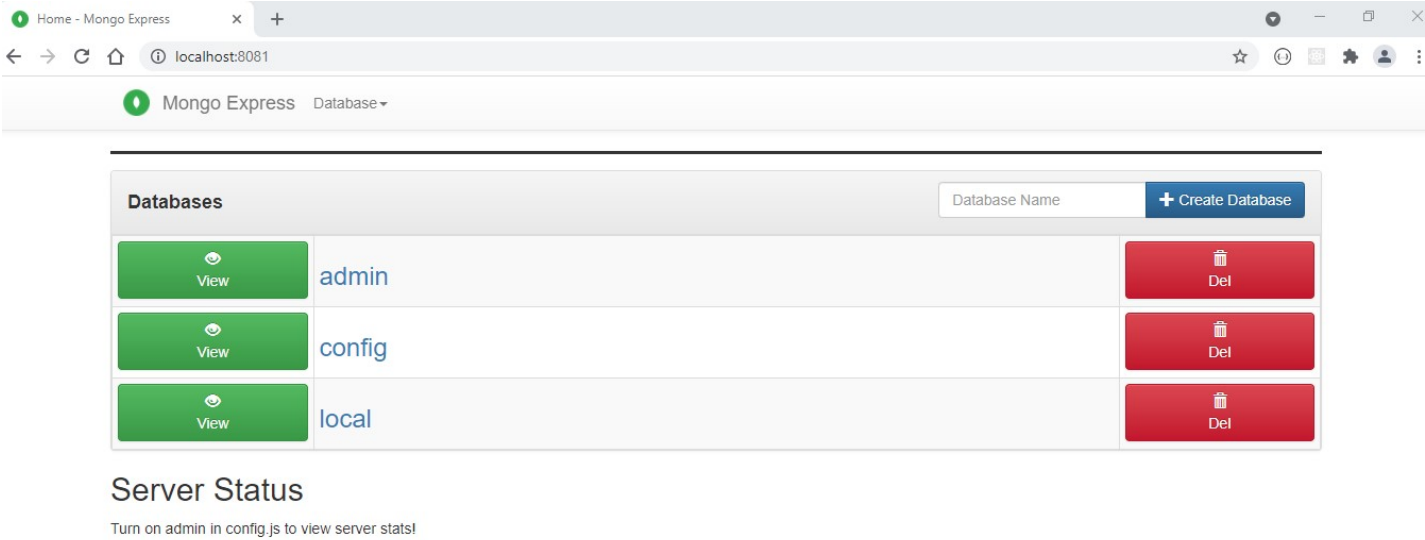 Home - Mongo Express
localhost:8081
Mongo Express Database
Databases Database Name Create Database
View admin Del
View config Del
View local Del
Server Status
Turn on admin in config.js to view server stats!